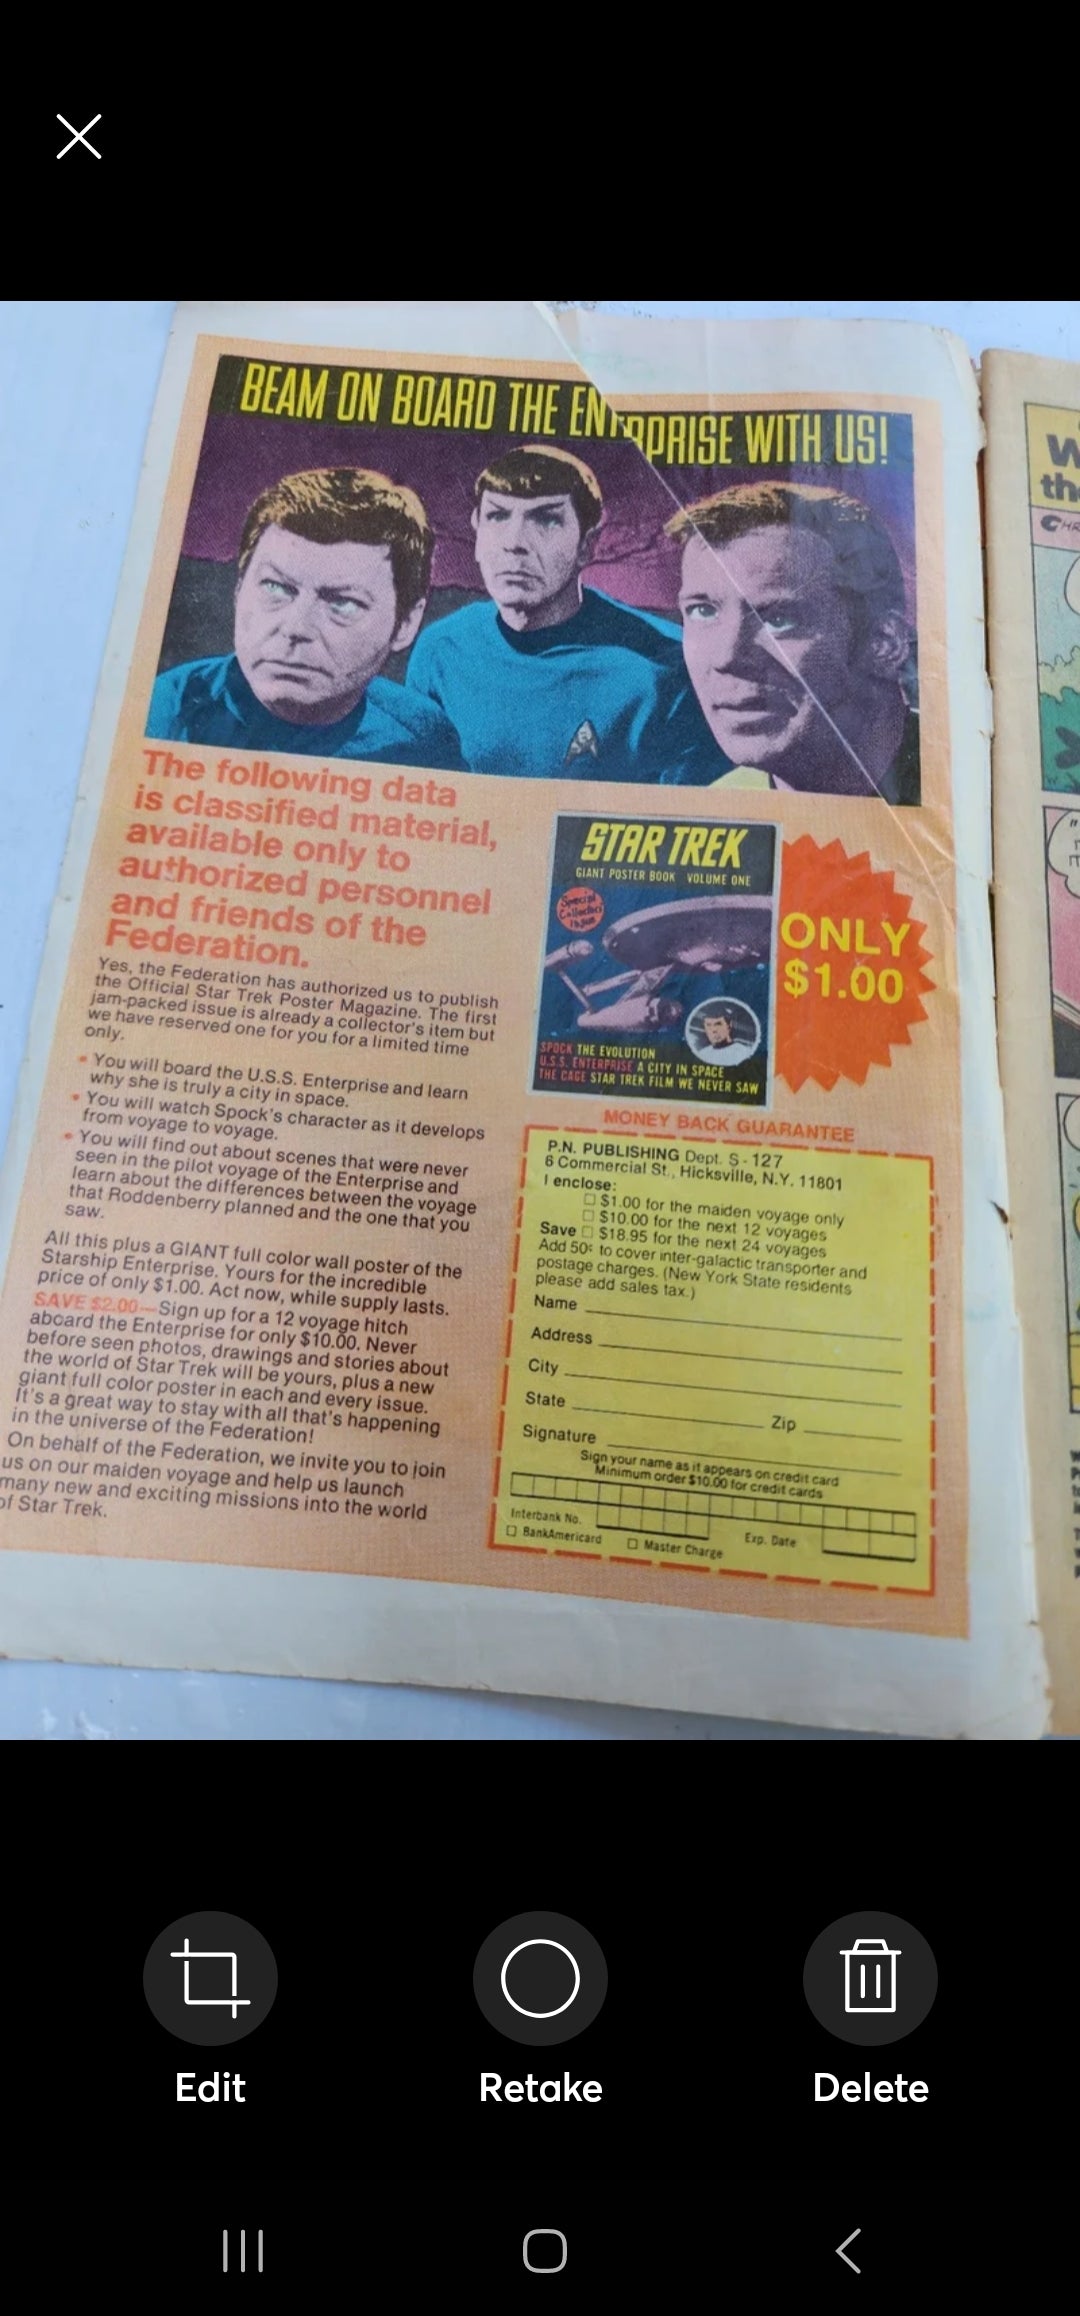 BEAM ON BOARD THE ENTERPRISE WITH US!
The following data
is classified material,
available only to
authorized personnel
and friends of the
Federation.
Yes, the Federation has authorized us to publish
the Official Star Trek Poster Magazine. The first
jam-packed issue is already a collector's item but
we have reserved one for you for a limited time
only.
• You will board the U.S.S. Enterprise and learn
why she is truly a city in space.
• You will watch Spock's character as it develops
from voyage to voyage.
• You will find out about scenes that were never
seen in the pilot voyage of the Enterprise and
learn about the differences between the voyage
that Roddenberry planned and the one that you
saw.
All this plus a GIANT full color wall poster of the
Starship Enterprise. Yours for the incredible
price of only $1.00. Act now, while supply lasts.
SAVE $2.00—Sign up for a 12 voyage hitch
aboard the Enterprise for only $10.00. Never
before seen photos, drawings and stories about
the world of Star Trek will be yours, plus a new
giant full color poster in each and every issue.
It's a great way to stay with all that's happening
in the universe of the Federation!
On behalf of the Federation, we invite you to join
us on our maiden voyage and help us launch
many new and exciting missions into the world
of Star Trek.
STAR TREK
GIANT POSTER BOOK VOLUME ONE
Special
Collectors
Issue
SPOCK THE EVOLUTION
U.S.S. ENTERPRISE A CITY IN SPACE
THE CAGE STAR TREK FILM WE NEVER SAW
ONLY
$1.00
MONEY BACK GUARANTEE
P.N. PUBLISHING Dept. S-127
6 Commercial St., Hicksville, N.Y. 11801
I enclose:
$1.00 for the maiden voyage only
$10.00 for the next 12 voyages
Save $18.95 for the next 24 voyages
Add 50¢ to cover inter-galactic transporter and
postage charges. (New York State residents
please add sales tax.)
Name
Address
City
State Zip
Signature
Sign your name as it appears on credit card
Minimum order $10.00 for credit cards
Interbank No.
Exp. Date
BankAmericard
Master Charge
Edit
Retake
Delete